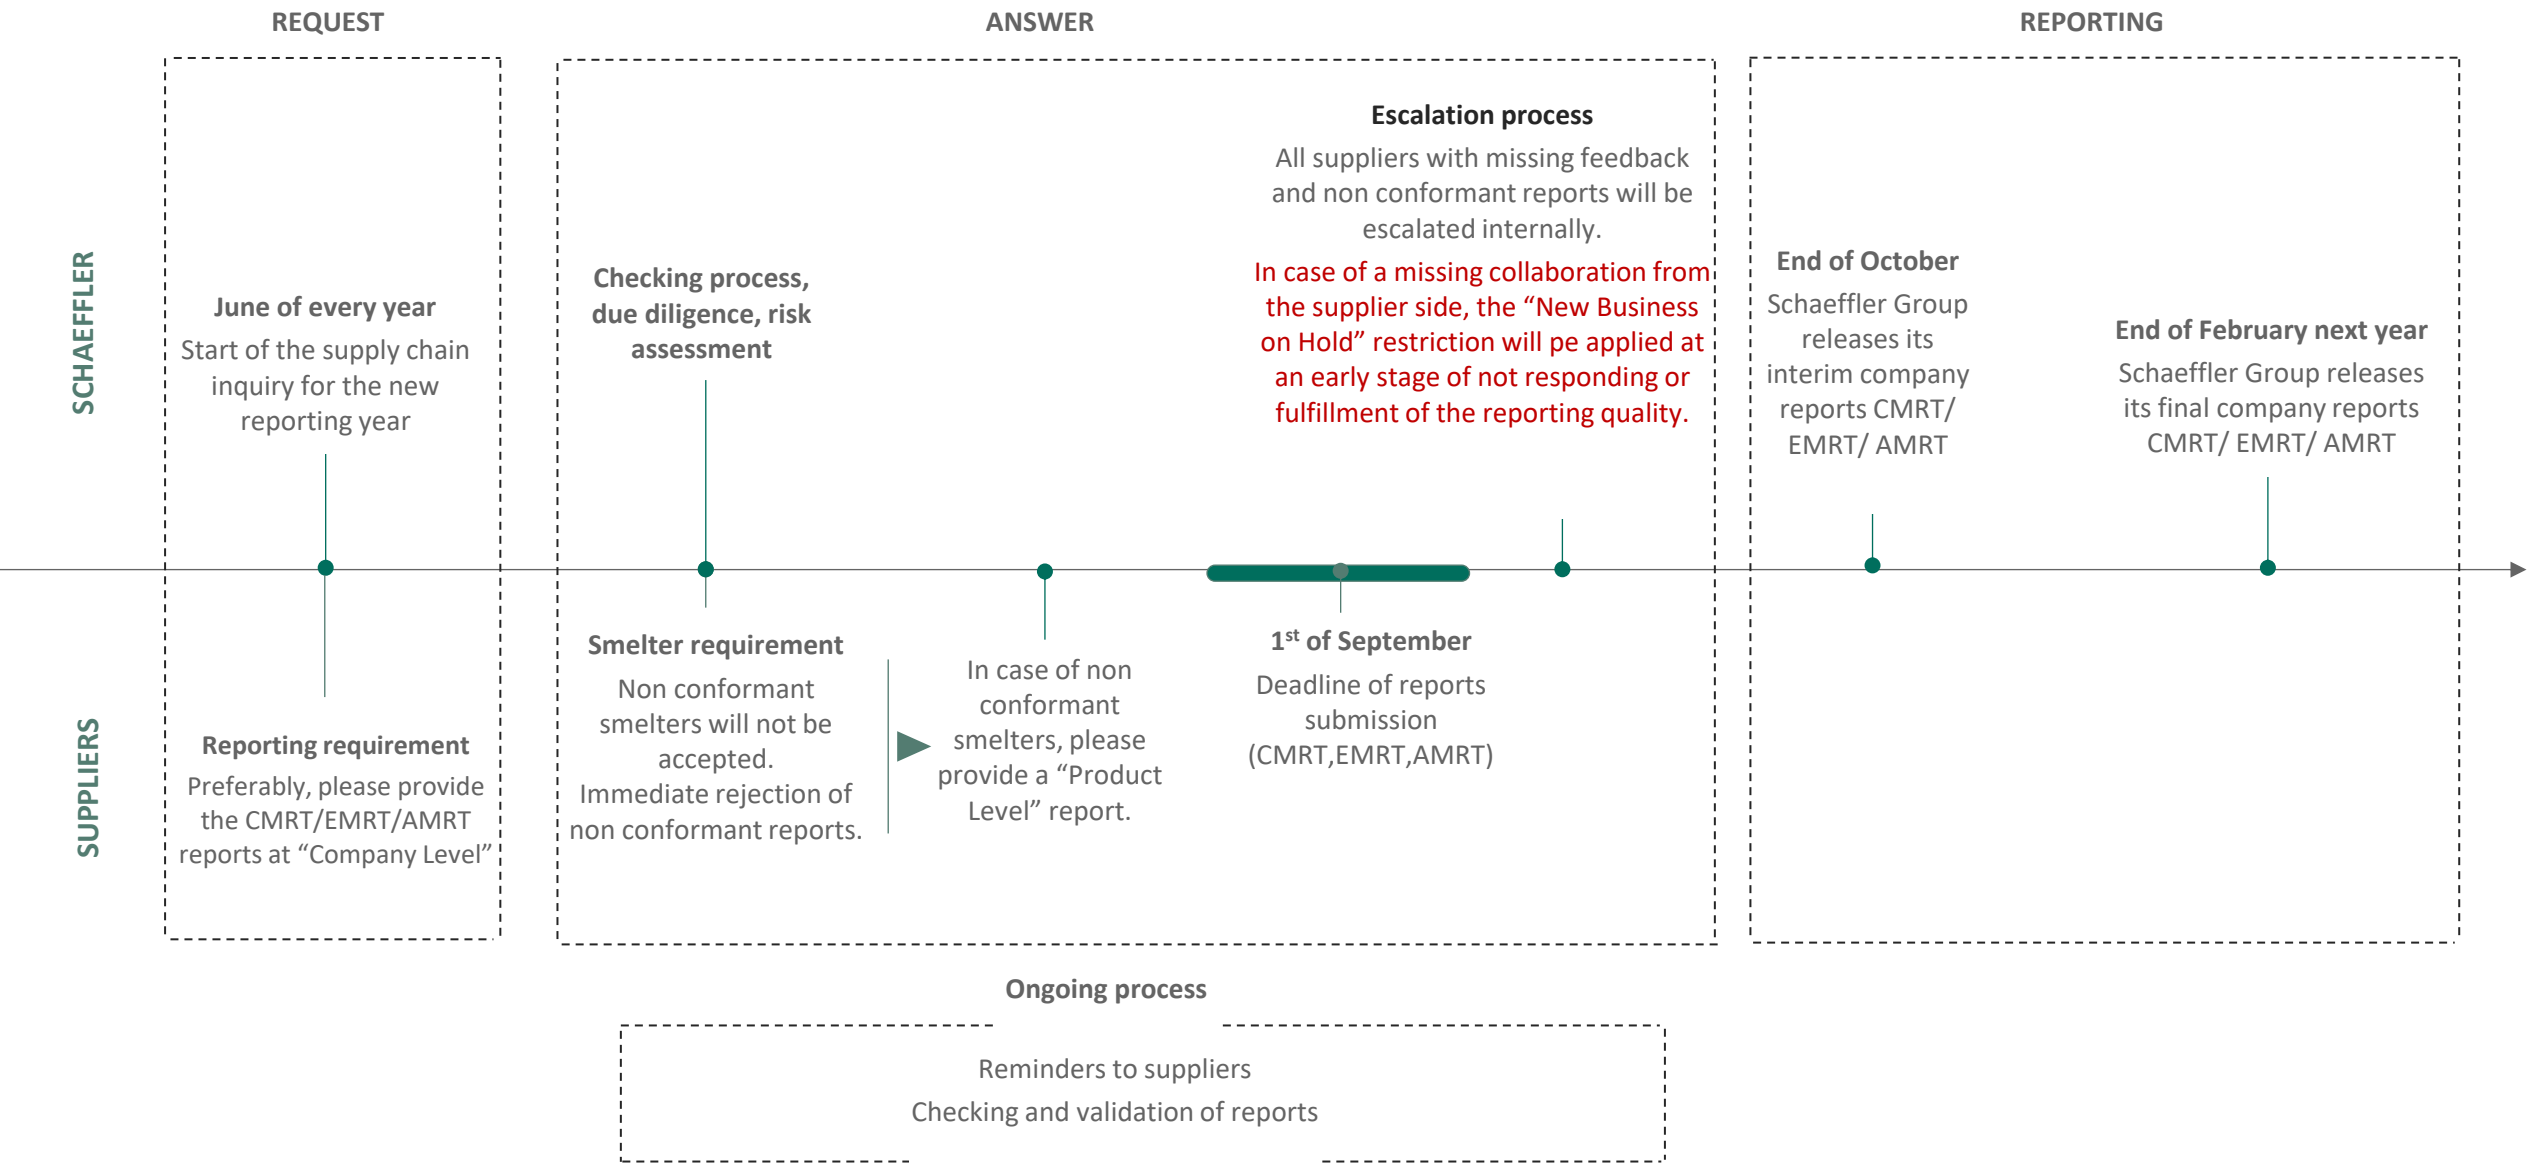 REQUEST
ANSWER
REPORTING
SCHAEFFLER
SUPPLIERS
June of every year
Start of the supply chain
inquiry for the new
reporting year
Reporting requirement
Preferably, please provide
the CMRT/EMRT/AMRT
reports at “Company Level”
Checking process,
due diligence, risk
assessment
Smelter requirement
Non conformant
smelters will not be
accepted.
Immediate rejection of
non conformant reports.
In case of non
conformant
smelters, please
provide a “Product
Level” report.
1st of September
Deadline of reports
submission
(CMRT,EMRT,AMRT)
Escalation process
All suppliers with missing feedback
and non conformant reports will be
escalated internally.
In case of a missing collaboration from
the supplier side, the “New Business
on Hold” restriction will pe applied at
an early stage of not responding or
fulfillment of the reporting quality.
End of October
Schaeffler Group
releases its
interim company
reports CMRT/
EMRT/ AMRT
End of February next year
Schaeffler Group releases
its final company reports
CMRT/ EMRT/ AMRT
Ongoing process
Reminders to suppliers
Checking and validation of reports